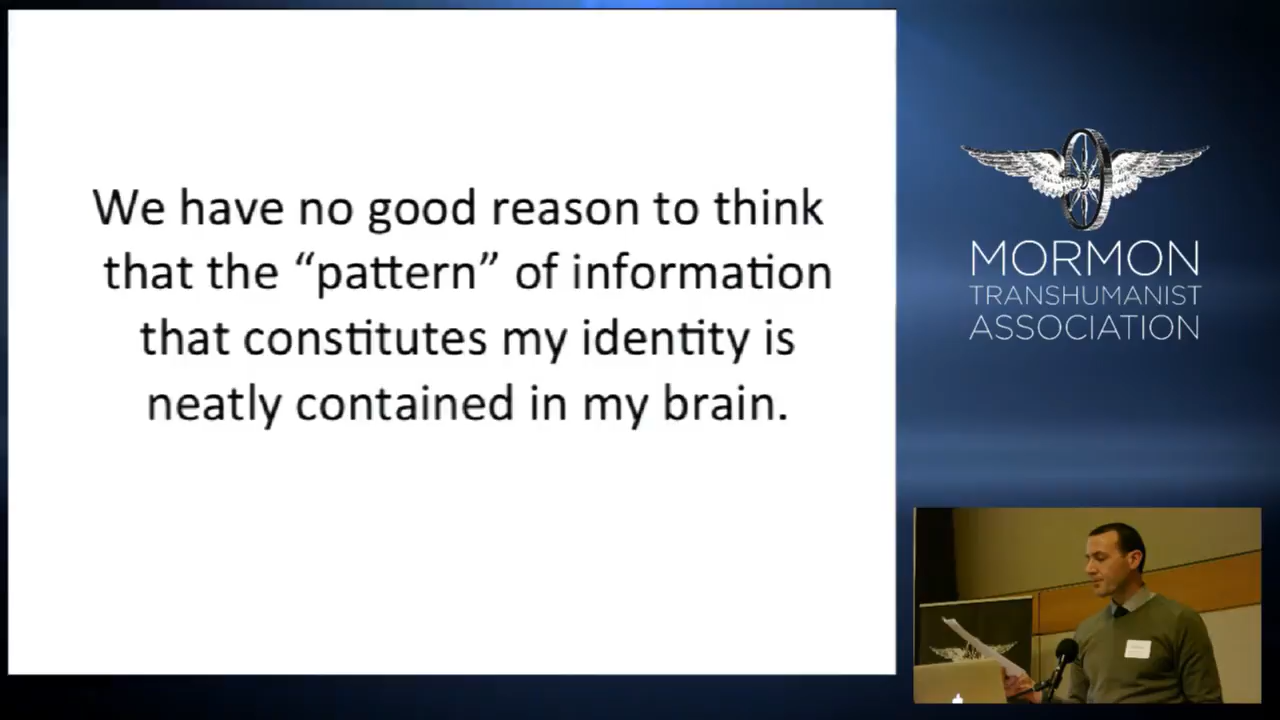 We have no good reason to think
that the “pattern” of information
that constitutes my identity is
neatly contained in my brain.
MORMON
TRANSHUMANIST
ASSOCIATION